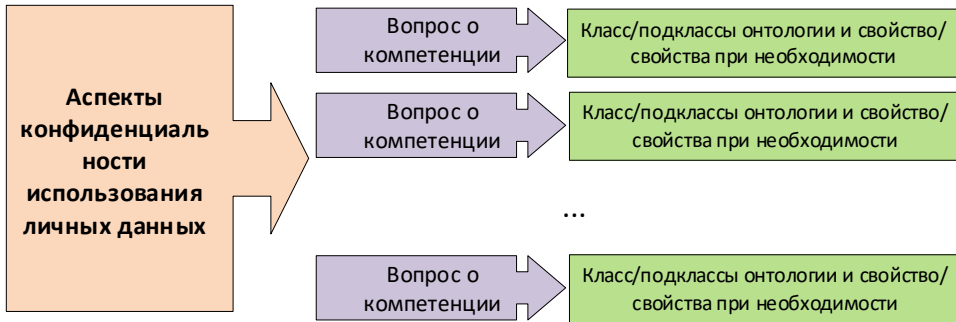 Аспекты
конфиденциаль
ности
использования
личных данных
Вопрос о
компетенции
Класс/подклассы онтологии и свойство/
свойства при необходимости
Вопрос о
компетенции
Класс/подклассы онтологии и свойство/
свойства при необходимости
...
Вопрос о
компетенции
Класс/подклассы онтологии и свойство/
свойства при необходимости